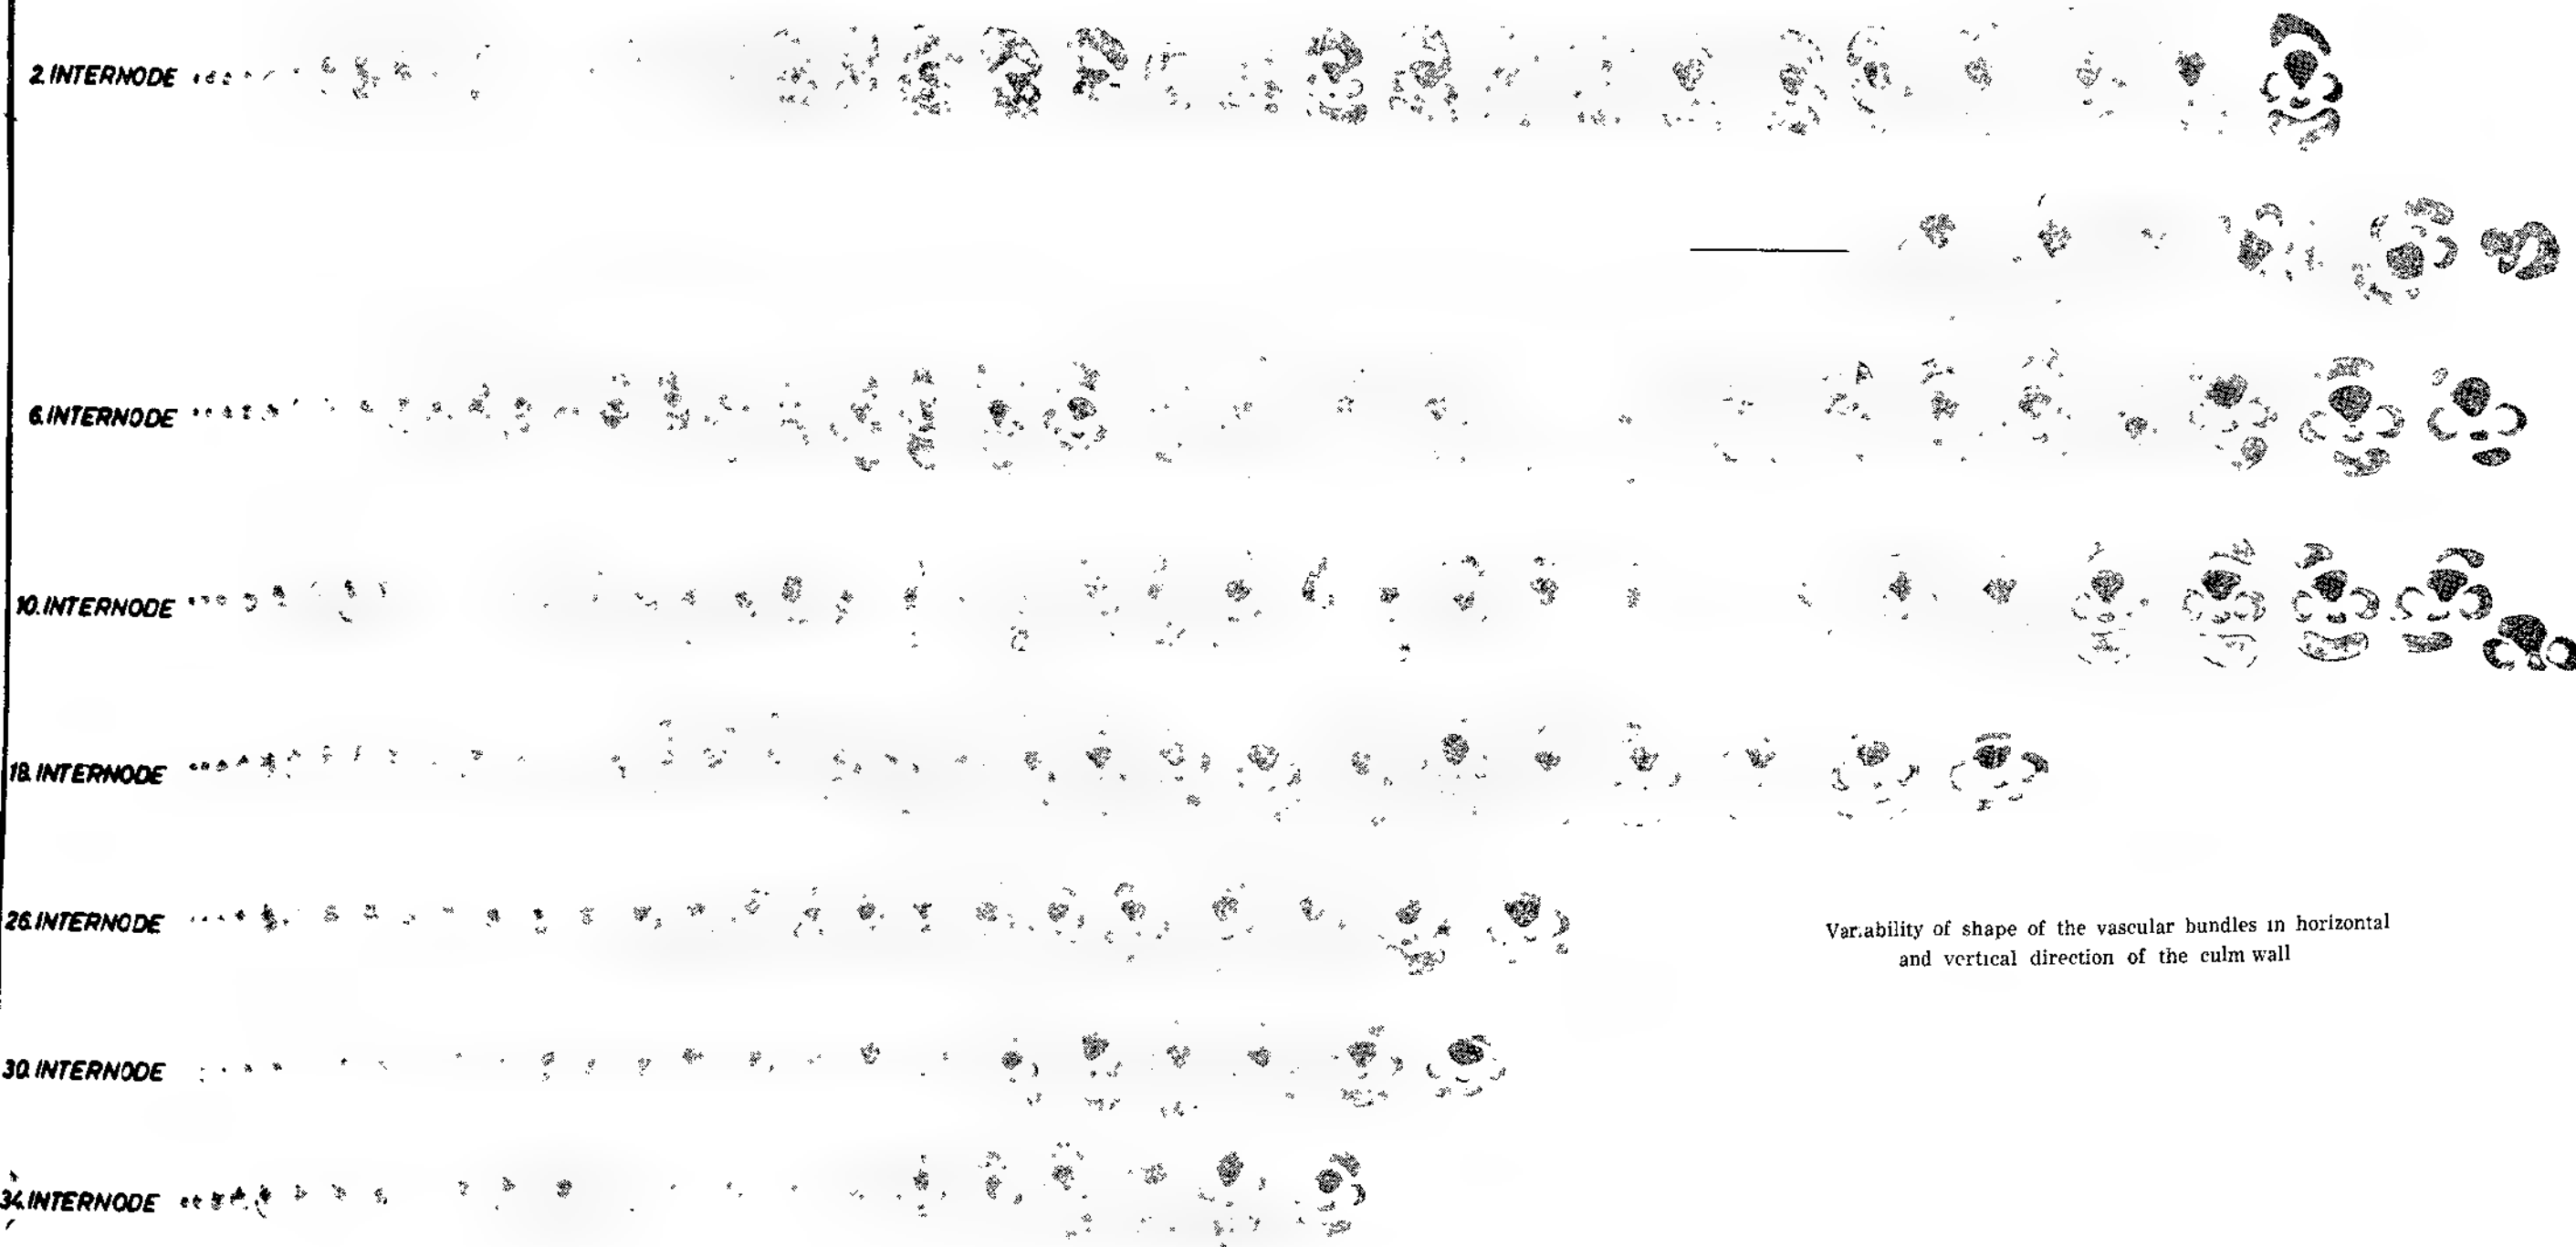 2. INTERNODE
6. INTERNODE
10. INTERNODE
18. INTERNODE
26. INTERNODE
Variability of shape of the vascular bundles in horizontal
and vertical direction of the culm wall
30. INTERNODE
34. INTERNODE